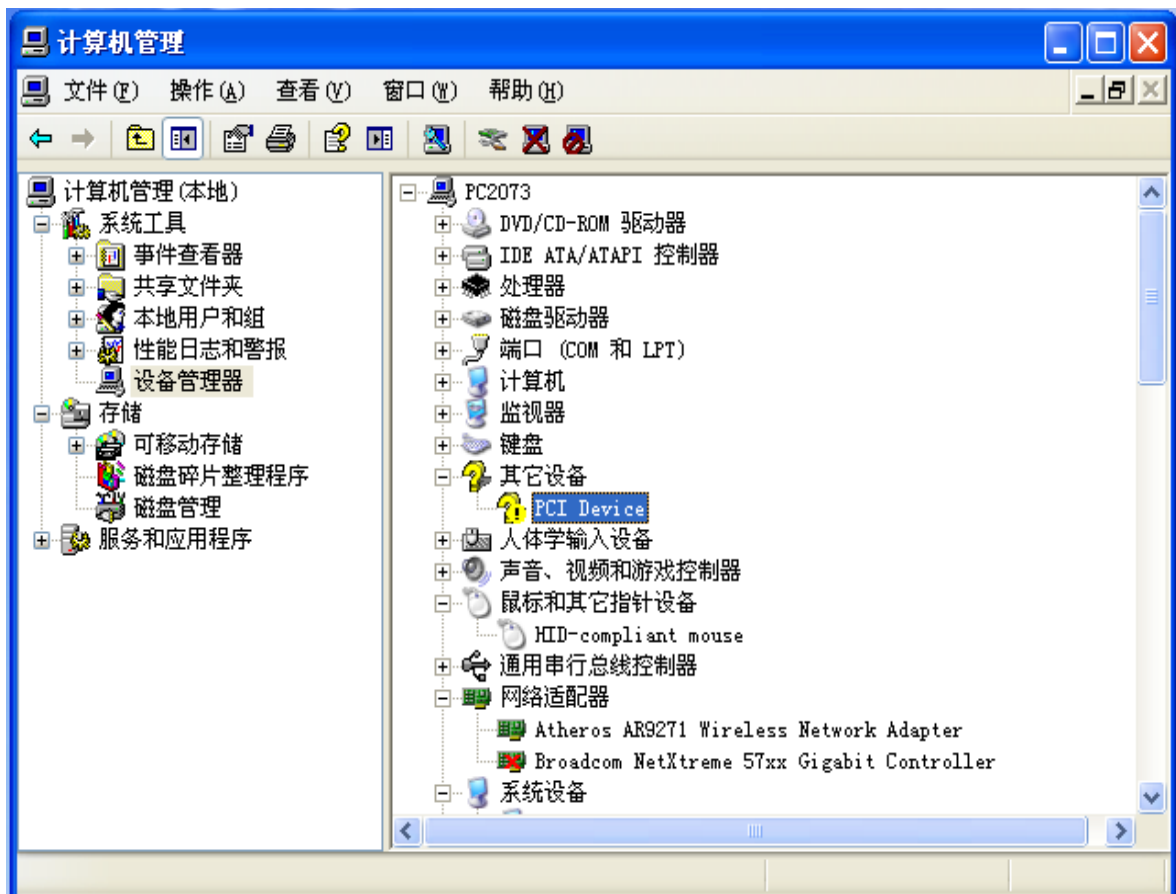 计算机管理
文件(F) 操作(A) 查看(V) 窗口(W) 帮助(H)
计算机管理(本地)
系统工具
事件查看器
共享文件夹
本地用户和组
性能日志和警报
设备管理器
存储
可移动存储
磁盘碎片整理程序
磁盘管理
服务和应用程序
PC2073
DVD/CD-ROM 驱动器
IDE ATA/ATAPI 控制器
处理器
磁盘驱动器
端口 (COM 和 LPT)
计算机
监视器
键盘
其它设备
PCI Device
人体学输入设备
声音、视频和游戏控制器
鼠标和其它指针设备
HID-compliant mouse
通用串行总线控制器
网络适配器
Atheros AR9271 Wireless Network Adapter
Broadcom NetXtreme 57xx Gigabit Controller
系统设备